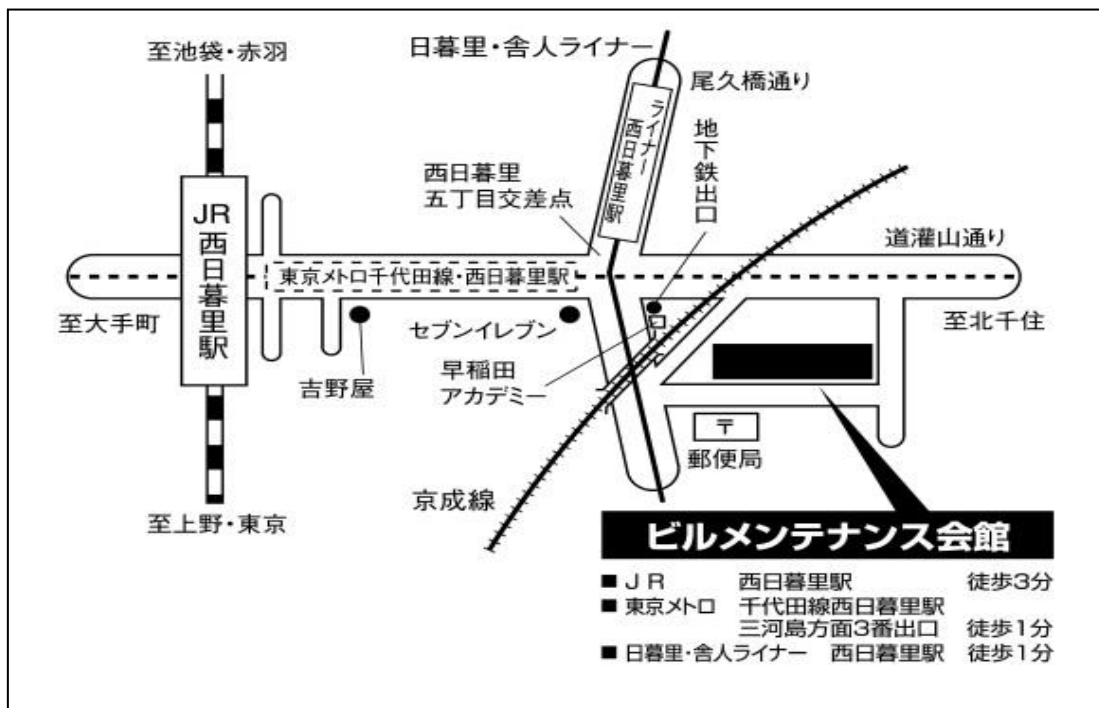 至池袋・赤羽
日暮里・舎人ライナー
尾久橋通り
ライナー
西日暮里駅
地下鉄出口
西日暮里
五丁目交差点
JR西日暮里駅
道灌山通り
東京メトロ千代田線・西日暮里駅
至大手町
セブンイレブン
至北千住
吉野屋
早稲田
アカデミー
〒
郵便局
京成線
至上野・東京
ビルメンテナンス会館
■ JR 西日暮里駅 徒歩3分
■ 東京メトロ 千代田線西日暮里駅
三河島方面3番出口 徒歩1分
■ 日暮里・舎人ライナー 西日暮里駅 徒歩1分